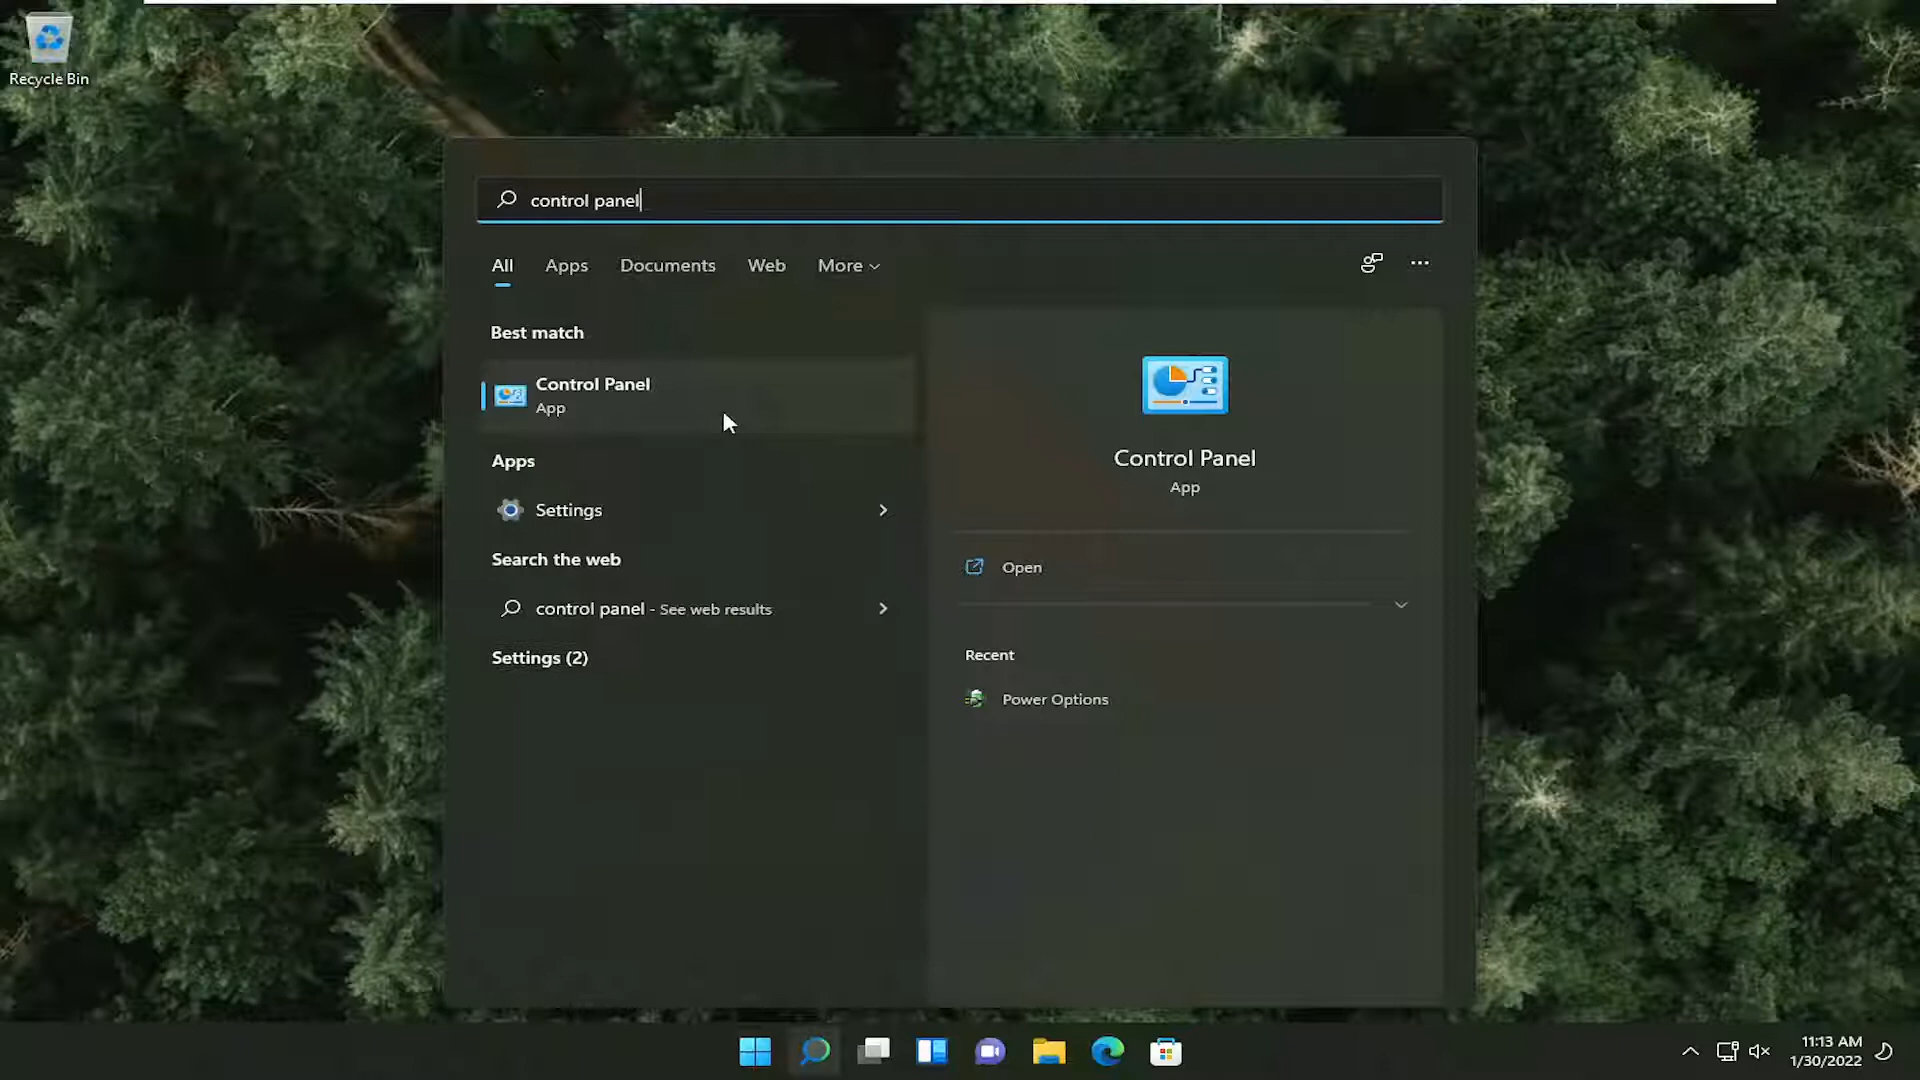 Recycle Bin
control panel
All Apps Documents Web More
Best match
Control Panel
App
Apps
Settings
Search the web
control panel - See web results
Settings (2)
Control Panel
App
Open
Recent
Power Options
11:13 AM
1/30/2022